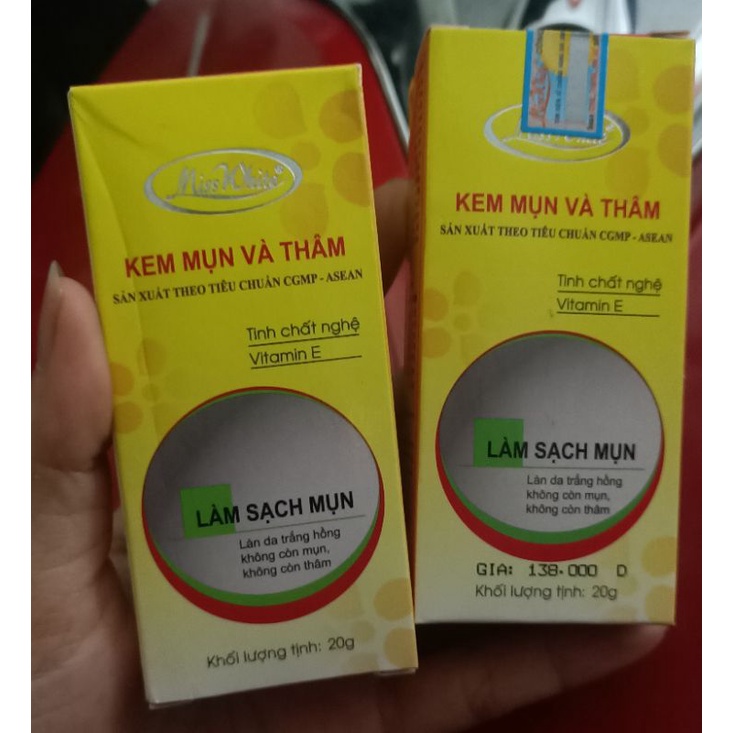 Miss White
KEM MỤN VÀ THÂM
SẢN XUẤT THEO TIÊU CHUẨN CGMP - ASEAN
Tinh chất nghệ
Vitamin E
LÀM SẠCH MỤN
Làn da trắng hồng
không còn mụn,
không còn thâm
Khối lượng tịnh: 20g
Miss White
KEM MỤN VÀ THÂM
SẢN XUẤT THEO TIÊU CHUẨN CGMP - ASEAN
Tinh chất nghệ
Vitamin E
LÀM SẠCH MỤN
Làn da trắng hồng
không còn mụn,
không còn thâm
GIA: 138.000 D
Khối lượng tịnh: 20g